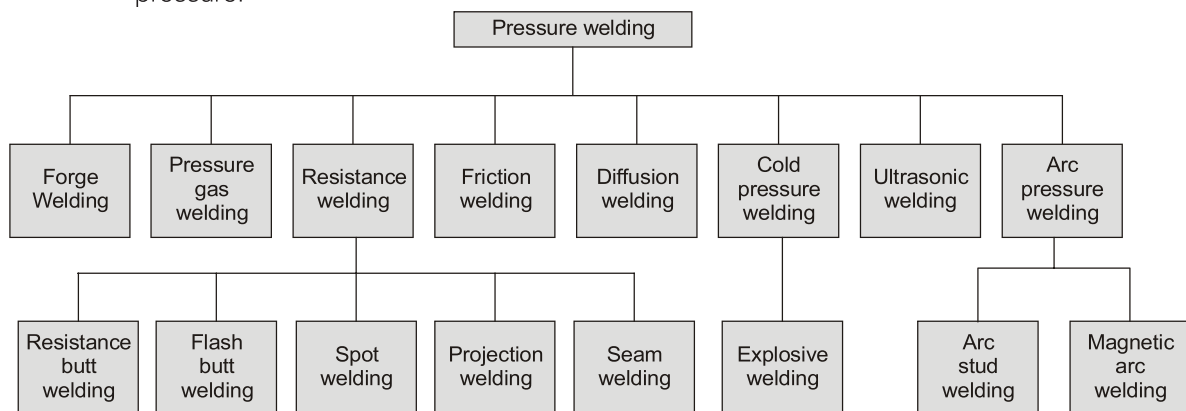 pressure.
Pressure welding
Forge
Welding
Pressure
gas
welding
Resistance
welding
Friction
welding
Diffusion
welding
Cold
pressure
welding
Ultrasonic
welding
Arc
pressure
welding
Resistance
butt
welding
Flash
butt
welding
Spot
welding
Projection
welding
Seam
welding
Explosive
welding
Arc
stud
welding
Magnetic
arc
welding